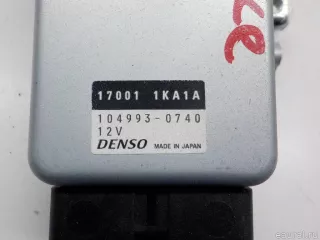 17001 1KA1A
104993-0740
12V
DENSO MADE IN JAPAN